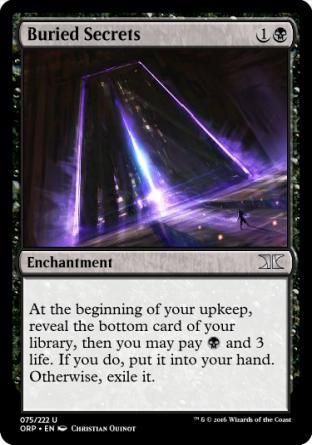 Buried Secrets 1
Enchantment
At the beginning of your upkeep,
reveal the bottom card of your
library, then you may pay and 3
life. If you do, put it into your hand.
Otherwise, exile it.
075/222 U
ORP • EN Christian Quinot ™ & © 2016 Wizards of the Coast